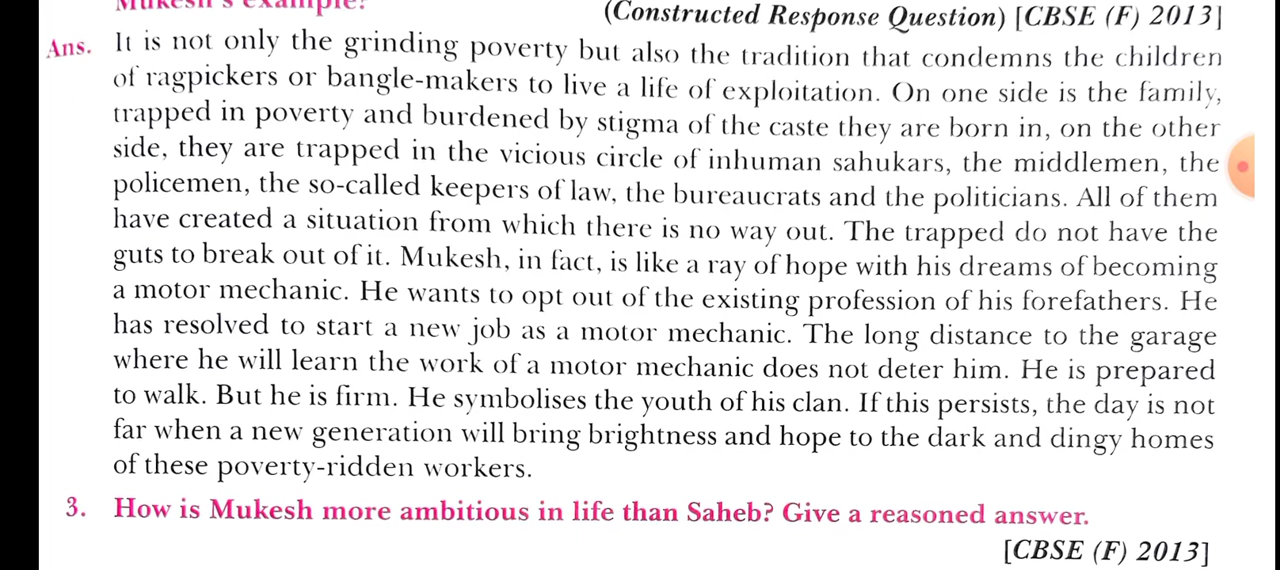 Mukesh's example?
(Constructed Response Question) [CBSE (F) 2013]
Ans. It is not only the grinding poverty but also the tradition that condemns the children
of ragpickers or bangle-makers to live a life of exploitation. On one side is the family,
trapped in poverty and burdened by stigma of the caste they are born in, on the other
side, they are trapped in the vicious circle of inhuman sahukars, the middlemen, the
policemen, the so-called keepers of law, the bureaucrats and the politicians. All of them
have created a situation from which there is no way out. The trapped do not have the
guts to break out of it. Mukesh, in fact, is like a ray of hope with his dreams of becoming
a motor mechanic. He wants to opt out of the existing profession of his forefathers. He
has resolved to start a new job as a motor mechanic. The long distance to the garage
where he will learn the work of a motor mechanic does not deter him. He is prepared
to walk. But he is firm. He symbolises the youth of his clan. If this persists, the day is not
far when a new generation will bring brightness and hope to the dark and dingy homes
of these poverty-ridden workers.
3. How is Mukesh more ambitious in life than Saheb? Give a reasoned answer.
[CBSE (F) 2013]